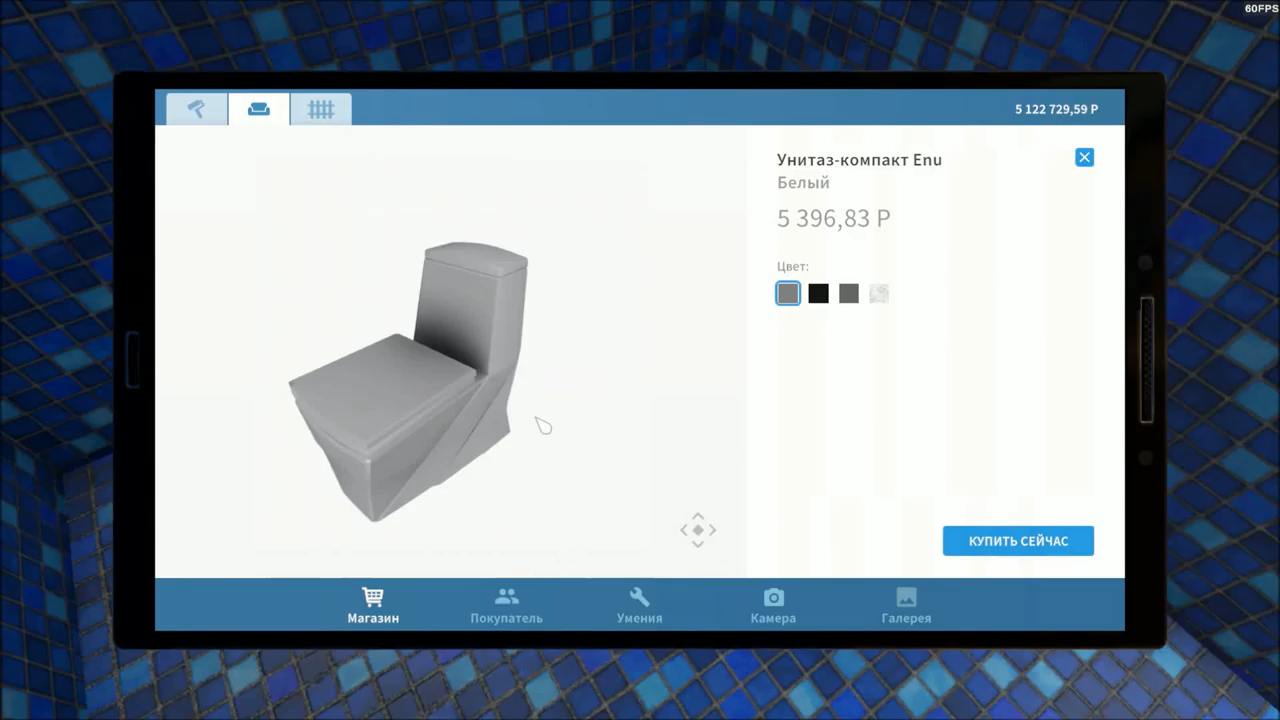 60FPS
5 122 729,59 Р
Унитаз-компакт Enu
Белый
5 396,83 Р
Цвет:
КУПИТЬ СЕЙЧАС
Магазин
Покупатель
Умения
Камера
Галерея